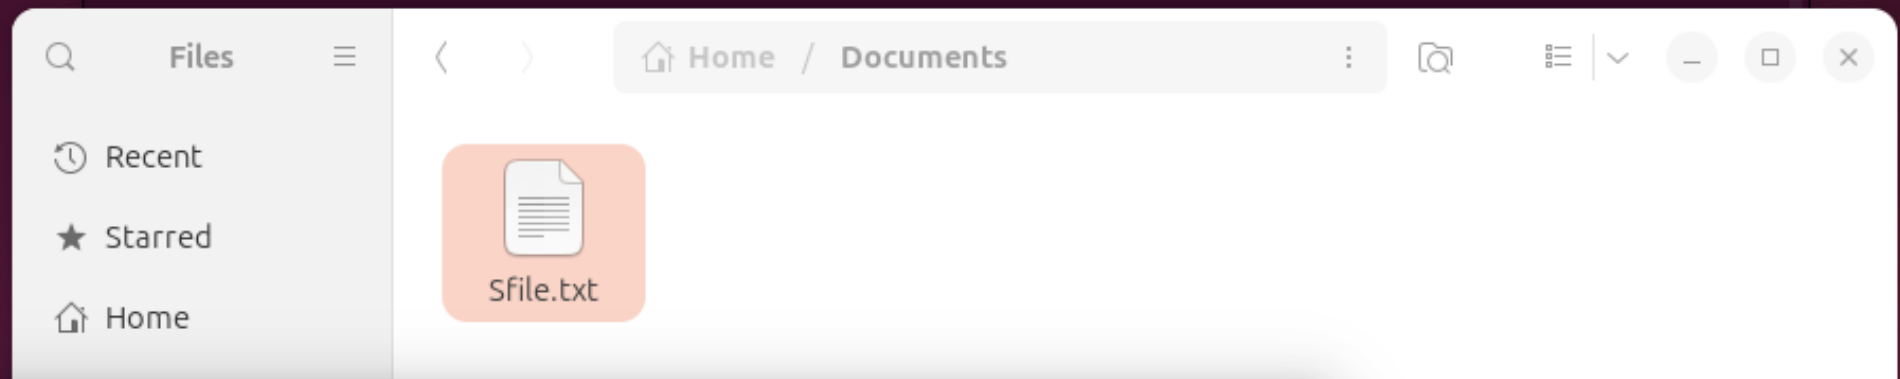 Files
Home / Documents
Recent
Starred
Home
Sfile.txt